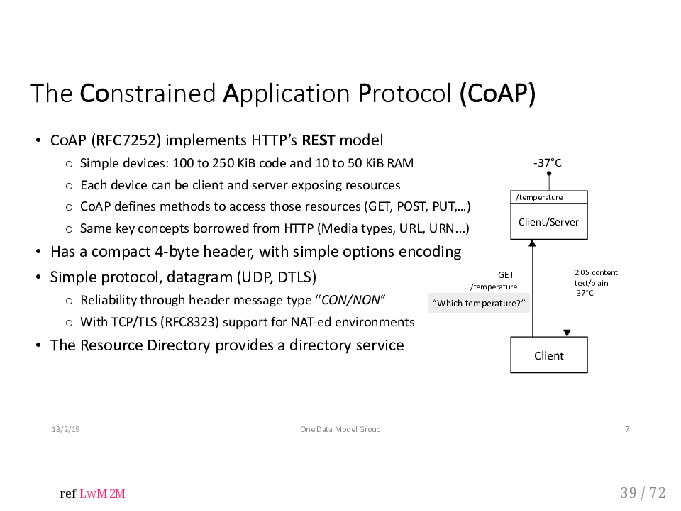 The Constrained Application Protocol (CoAP)
• CoAP (RFC7252) implements HTTP's REST model
○ Simple devices: 100 to 250 KiB code and 10 to 50 KiB RAM
○ Each device can be client and server exposing resources
○ CoAP defines methods to access those resources (GET, POST, PUT,...)
○ Same key concepts borrowed from HTTP (Media types, URL, URN...)
• Has a compact 4-byte header, with simple options encoding
• Simple protocol, datagram (UDP, DTLS)
○ Reliability through header message type "CON/NON"
○ With TCP/TLS (RFC8323) support for NAT-ed environments
• The Resource Directory provides a directory service
-37°C
/temperature
Client/Server
GET
/temperature
"Which temperature?"
2.05 content
text/plain
-37°C
Client
13/2/19
One Data Model Group
7
ref LwM2M
39 / 72